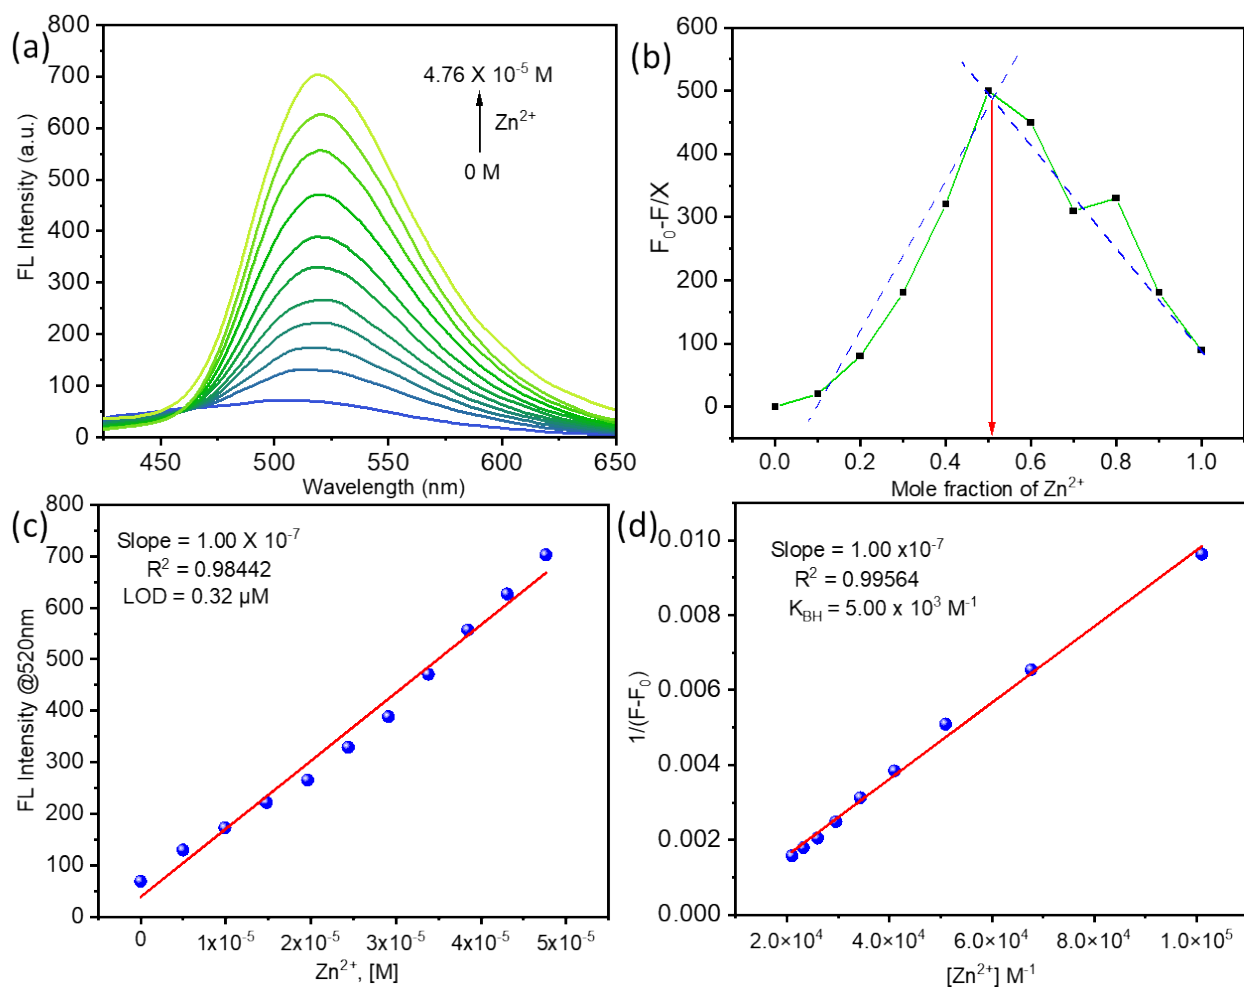 (a)
800
700
600
500
400
300
200
100
0
FL Intensity (a.u.)
4.76 X 10⁻⁵ M
Zn²⁺
0 M
450 500 550 600 650
Wavelength (nm)
(b)
600
500
400
300
200
100
0
F₀-F/X
0.0 0.2 0.4 0.6 0.8 1.0
Mole fraction of Zn²⁺
(c)
800
700
600
500
400
300
200
100
0
FL Intensity @520nm
Slope = 1.00 X 10⁻⁷
R² = 0.98442
LOD = 0.32 µM
0 1x10⁻⁵ 2x10⁻⁵ 3x10⁻⁵ 4x10⁻⁵ 5x10⁻⁵
Zn²⁺, [M]
(d)
0.010
0.008
0.006
0.004
0.002
0.000
1/(F-F₀)
Slope = 1.00 x10⁻⁷
R² = 0.99564
K_BH = 5.00 x 10³ M⁻¹
2.0×10⁴ 4.0×10⁴ 6.0×10⁴ 8.0×10⁴ 1.0×10⁵
[Zn²⁺] M⁻¹